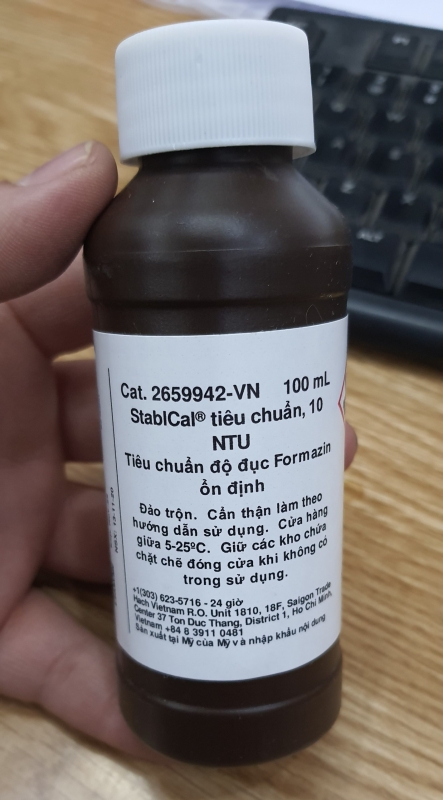 Cat. 2659942-VN 100 mL
StablCal® tiêu chuẩn, 10
NTU
Tiêu chuẩn độ đục Formazin
ổn định
Đảo trộn. Cẩn thận làm theo
hướng dẫn sử dụng. Cửa hàng
giữa 5-25ºC. Giữ các kho chứa
chặt chẽ đóng cửa khi không có
trong sử dụng.
+1(303) 623-5716 - 24 giờ
Hach Vietnam R.O. Unit 1810, 18F, Saigon Trade
Center 37 Ton Duc Thang, District 1, Ho Chi Minh,
Vietnam +84 8 3911 0481
Sản xuất tại Mỹ của Mỹ và nhập khẩu nội dung